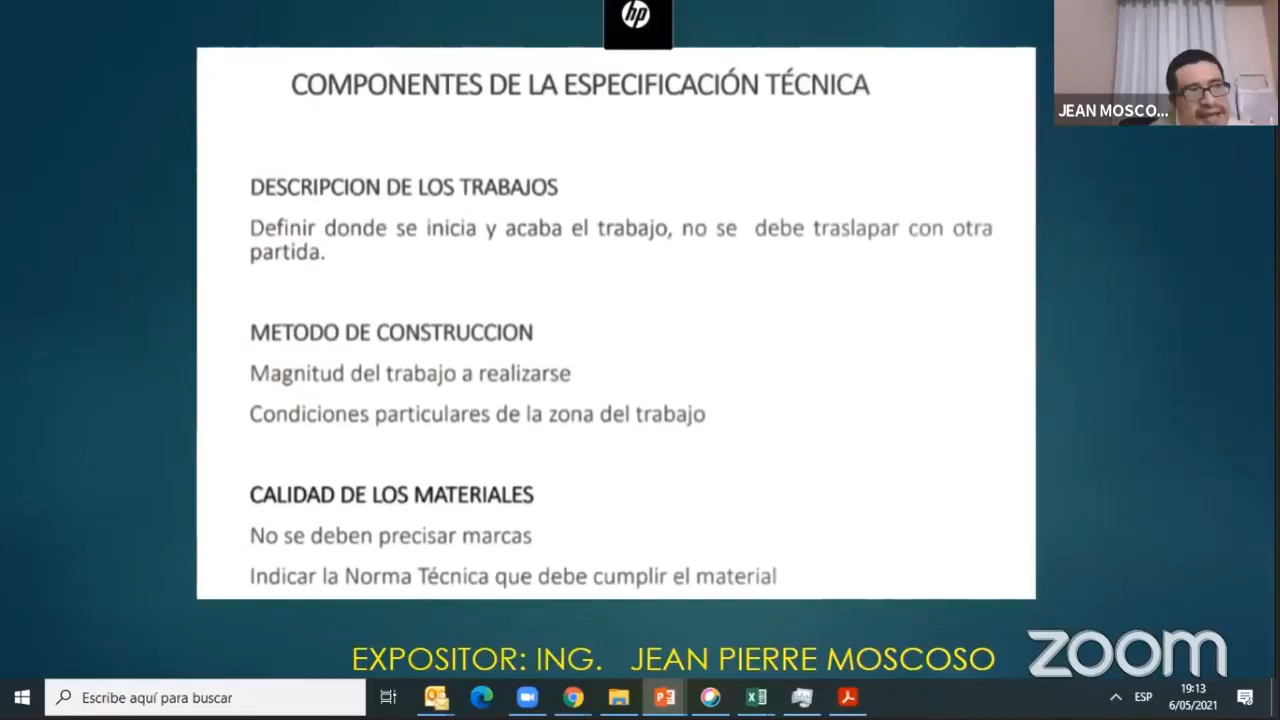 hp
COMPONENTES DE LA ESPECIFICACIÓN TÉCNICA
JEAN MOSCO...
DESCRIPCION DE LOS TRABAJOS
Definir donde se inicia y acaba el trabajo, no se debe traslapar con otra
partida.
METODO DE CONSTRUCCION
Magnitud del trabajo a realizarse
Condiciones particulares de la zona del trabajo
CALIDAD DE LOS MATERIALES
No se deben precisar marcas
Indicar la Norma Técnica que debe cumplir el material
EXPOSITOR: ING. JEAN PIERRE MOSCOSO
zoom
Escribe aquí para buscar
ESP
19:13
6/05/2021